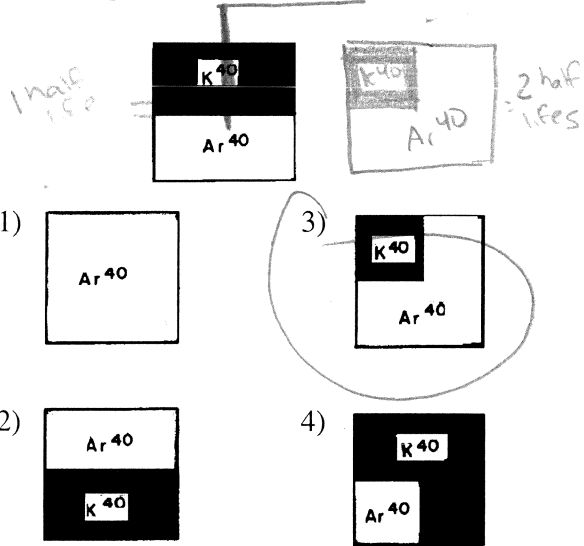 1 half life =
K40
Ar40
K40
Ar40
= 2 half lifes
1)
Ar40
3)
K40
Ar40
2)
Ar40
K40
4)
K40
Ar40